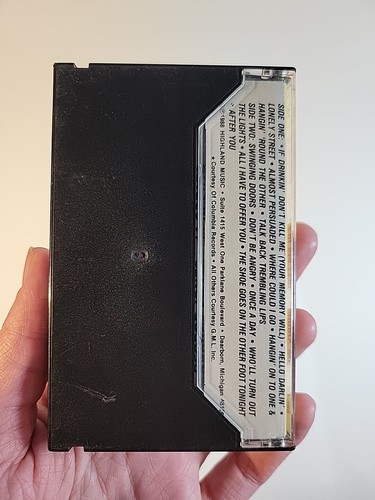 SIDE ONE: • IF DRINKIN' DON'T KILL ME (YOUR MEMORY WILL) • HELLO DARLIN' •
LONELY STREET • ALMOST PERSUADED • WHERE COULD I GO • HANGIN' ON TO ONE &
HANGIN' 'ROUND THE OTHER • TALK BACK TREMBLING LIPS
SIDE TWO: SWINGING DOORS • DON'T BE ANGRY • ONCE A DAY • WHO'LL TURN OUT
THE LIGHTS • ALL I HAVE TO OFFER YOU • THE SHOE GOES ON THE OTHER FOOT TONIGHT
• AFTER YOU
1988 HIGHLAND MUSIC • Suite 1415 West One Parklane Boulevard • Dearborn, Michigan
• Courtesy Of Columbia Records • All Others Courtesy G.M.L. Inc.